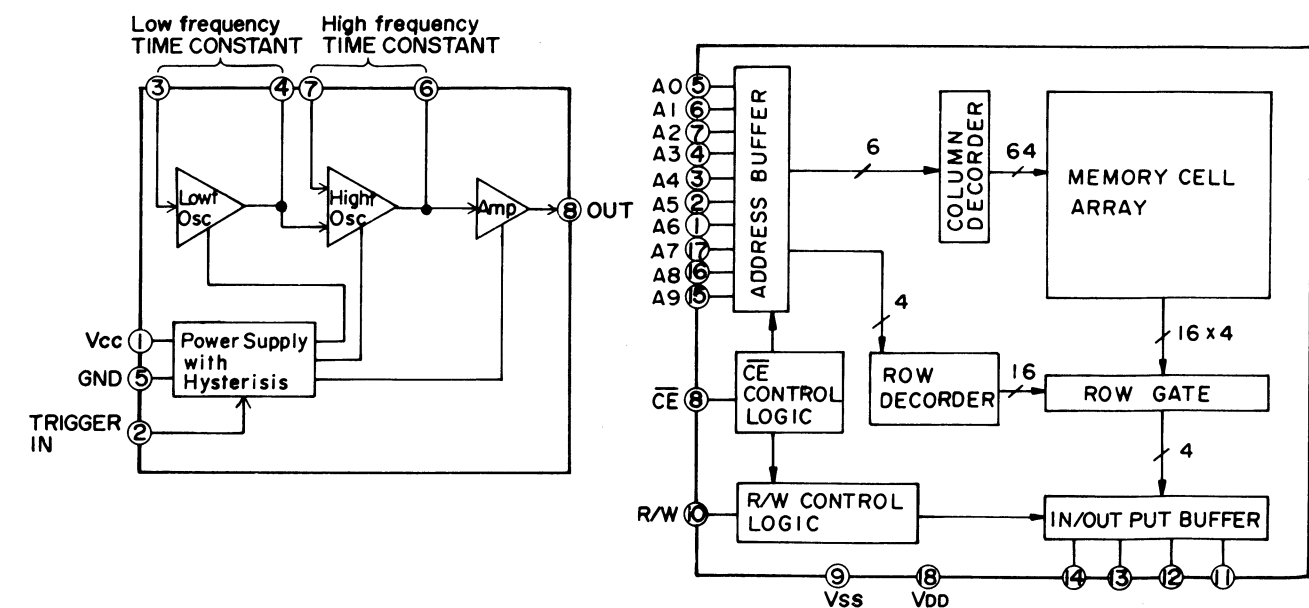 Low frequency
TIME CONSTANT
High frequency
TIME CONSTANT
3
4
7
6
Lowf
Osc
Highf
Osc
Amp
8 OUT
Vcc 1
GND 5
TRIGGER
IN
2
Power Supply
with
Hysterisis
A0 5
A1 6
A2 7
A3 4
A4 3
A5 2
A6 1
A7 17
A8 16
A9 15
ADDRESS BUFFER
6
COLUMN
DECORDER
64
MEMORY CELL
ARRAY
4
16×4
CE 8
CE
CONTROL
LOGIC
ROW
DECORDER
16
ROW GATE
4
R/W 10
R/W CONTROL
LOGIC
IN/OUT PUT BUFFER
14
13
12
11
9
VSS
18
VDD